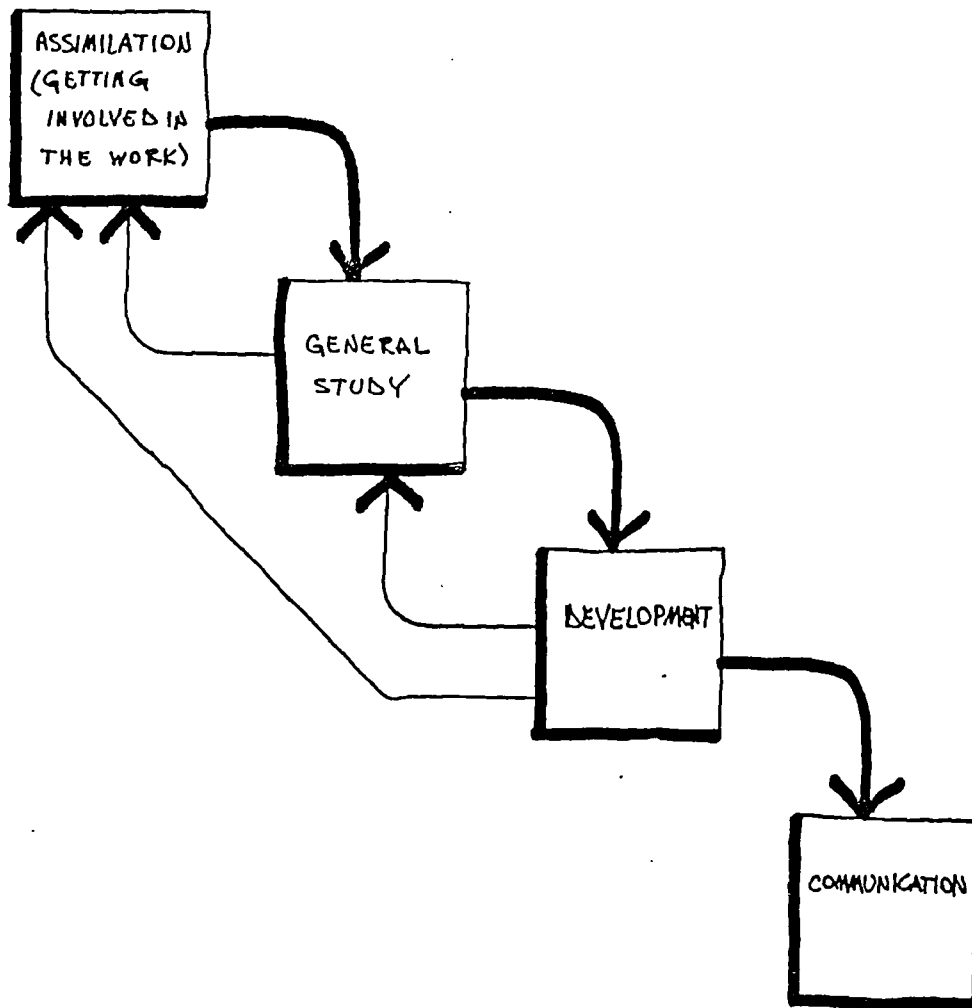 ASSIMILATION
(GETTING
INVOLVED IN
THE WORK)
GENERAL
STUDY
DEVELOPMENT
COMMUNICATION